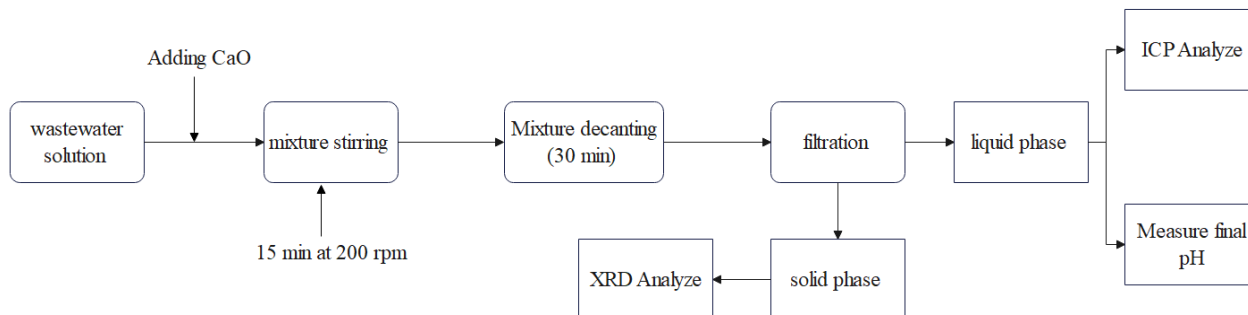 Adding CaO
wastewater
solution
mixture stirring
15 min at 200 rpm
Mixture decanting
(30 min)
filtration
liquid phase
ICP Analyze
Measure final
pH
solid phase
XRD Analyze